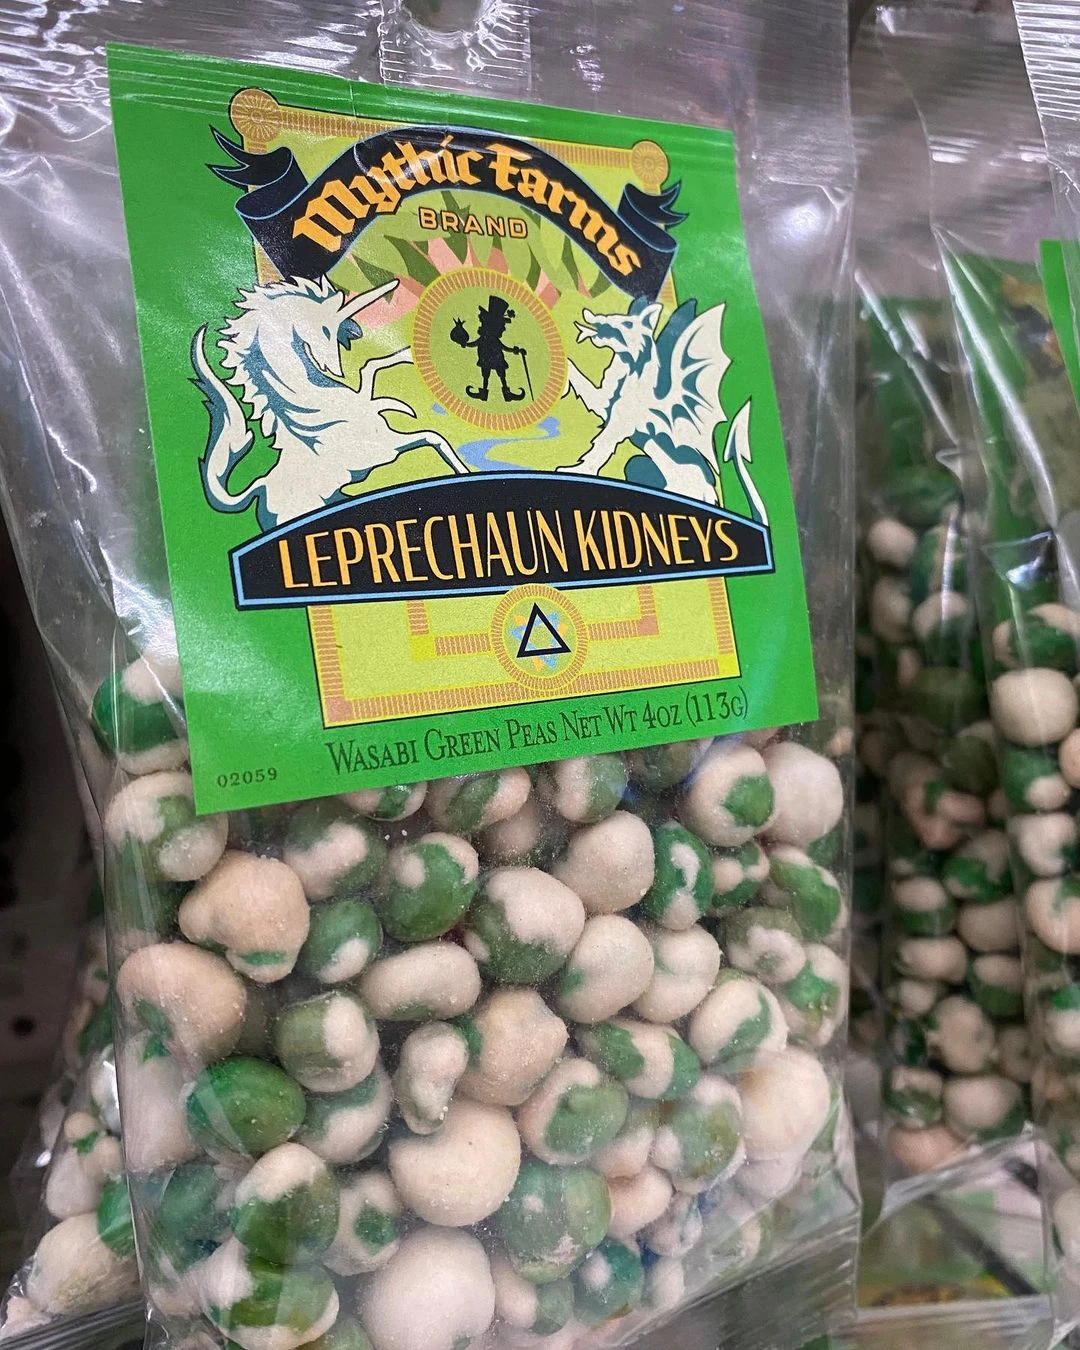 Mythic Farms
BRAND
LEPRECHAUN KIDNEYS
WASABI GREEN PEAS NET WT 4OZ (113G)
02059